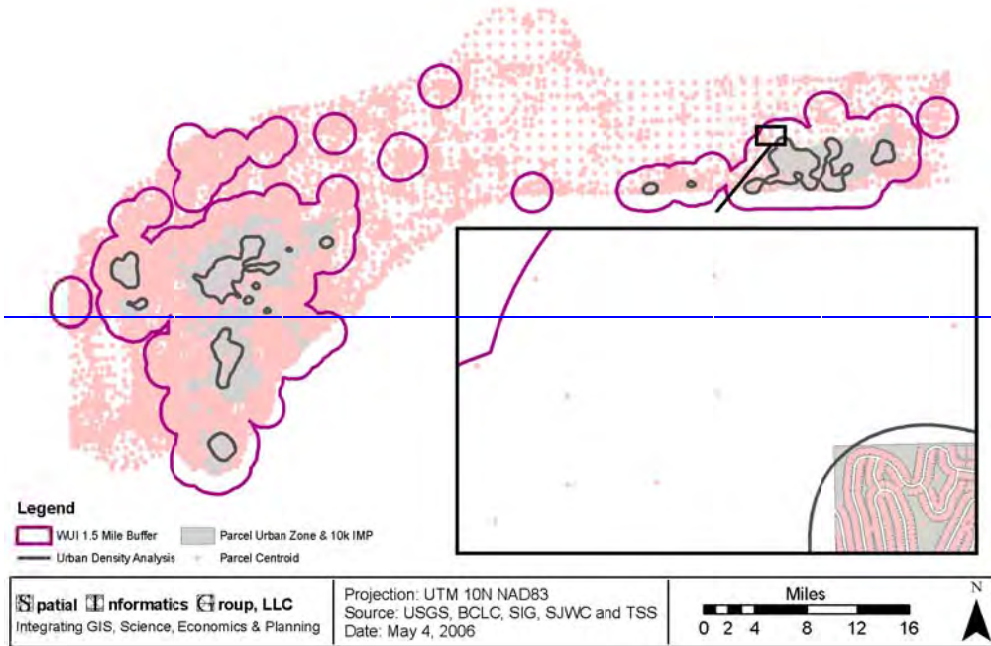 Legend
WUI 1.5 Mile Buffer
Parcel Urban Zone & 10k IMP
Urban Density Analysis
Parcel Centroid
Spatial Informatics Group, LLC
Integrating GIS, Science, Economics & Planning
Projection: UTM 10N NAD83
Source: USGS, BCLC, SIG, SJWC and TSS
Date: May 4, 2006
Miles
0 2 4 8 12 16
N